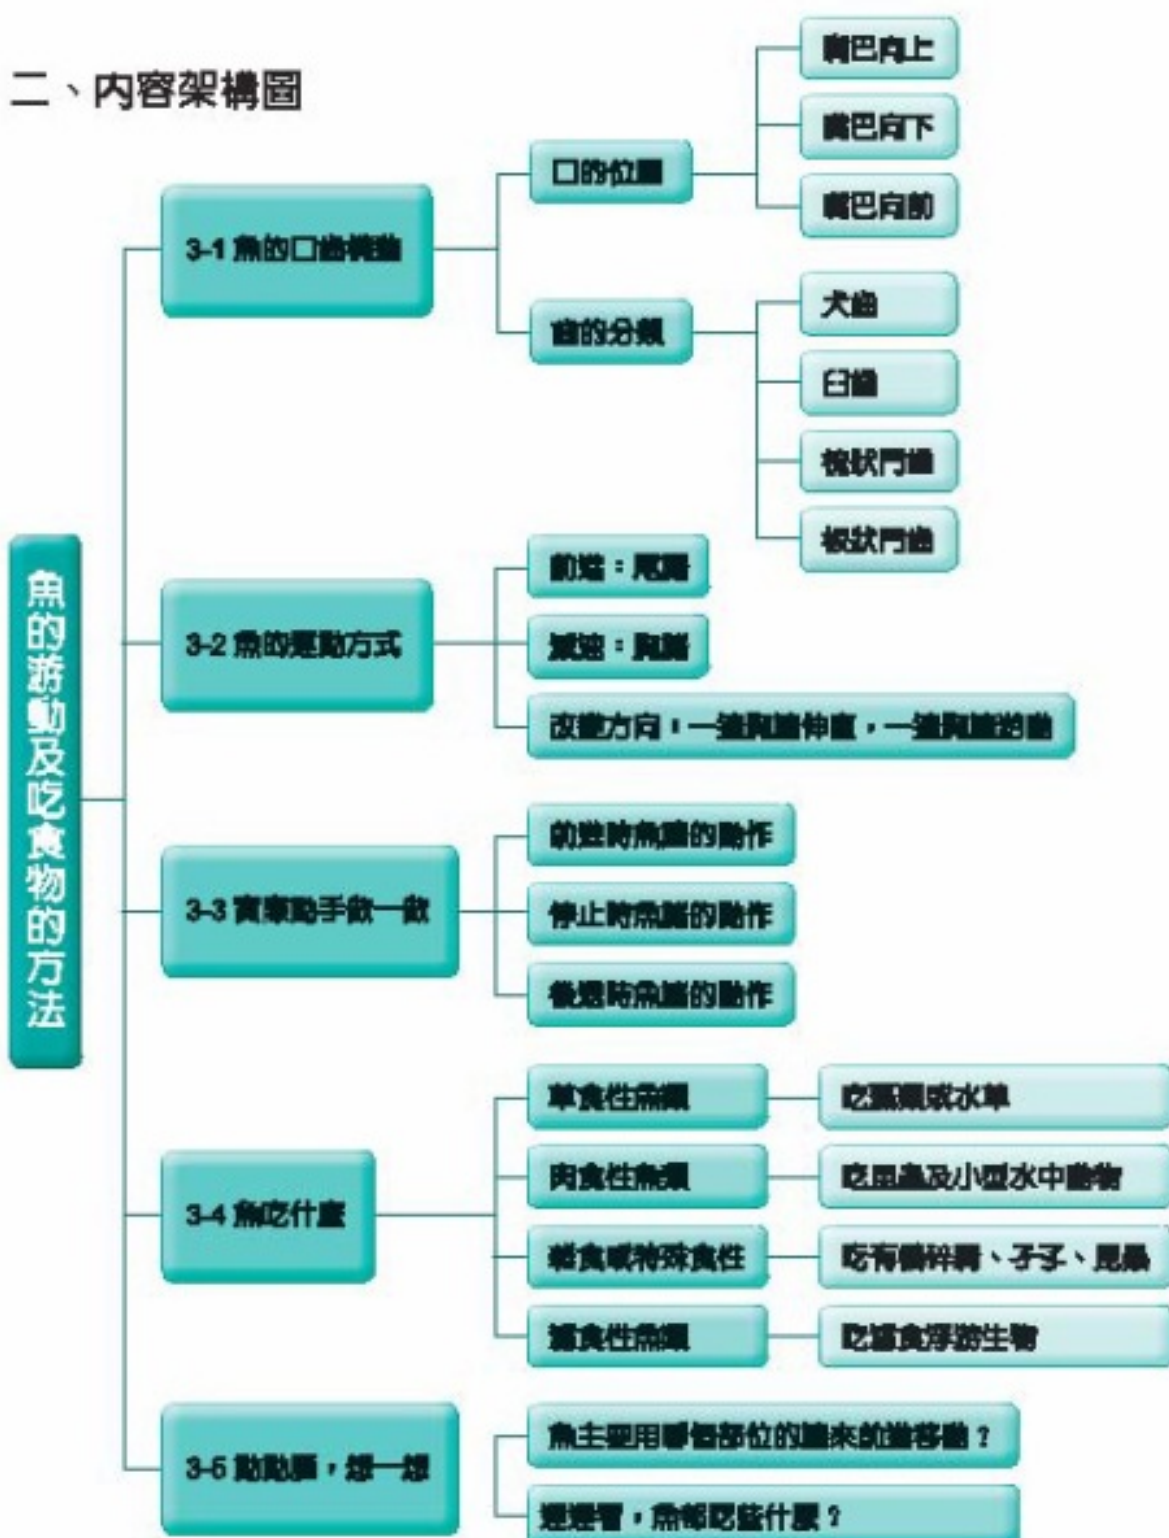 二、內容架構圖
魚的游動及吃食物的方法
3-1 魚的口齒構造
口的位置
嘴巴向上
嘴巴向下
嘴巴向前
齒的分類
犬齒
臼齒
梳狀門齒
板狀門齒
3-2 魚的運動方式
前進：尾鰭
減速：胸鰭
改變方向：一邊胸鰭伸直，一邊胸鰭划動
3-3 實際動手做一做
前進時魚鰭的動作
停止時魚鰭的動作
後退時魚鰭的動作
3-4 魚吃什麼
草食性魚類
吃藻類或水草
肉食性魚類
吃昆蟲及小型水中動物
雜食或特殊食性
吃有機碎屑、孑孓、昆蟲
濾食性魚類
吃濾食浮游生物
3-5 動動腦，想一想
魚主要用哪個部位的鰭來前進移動？
連連看，魚都吃些什麼？